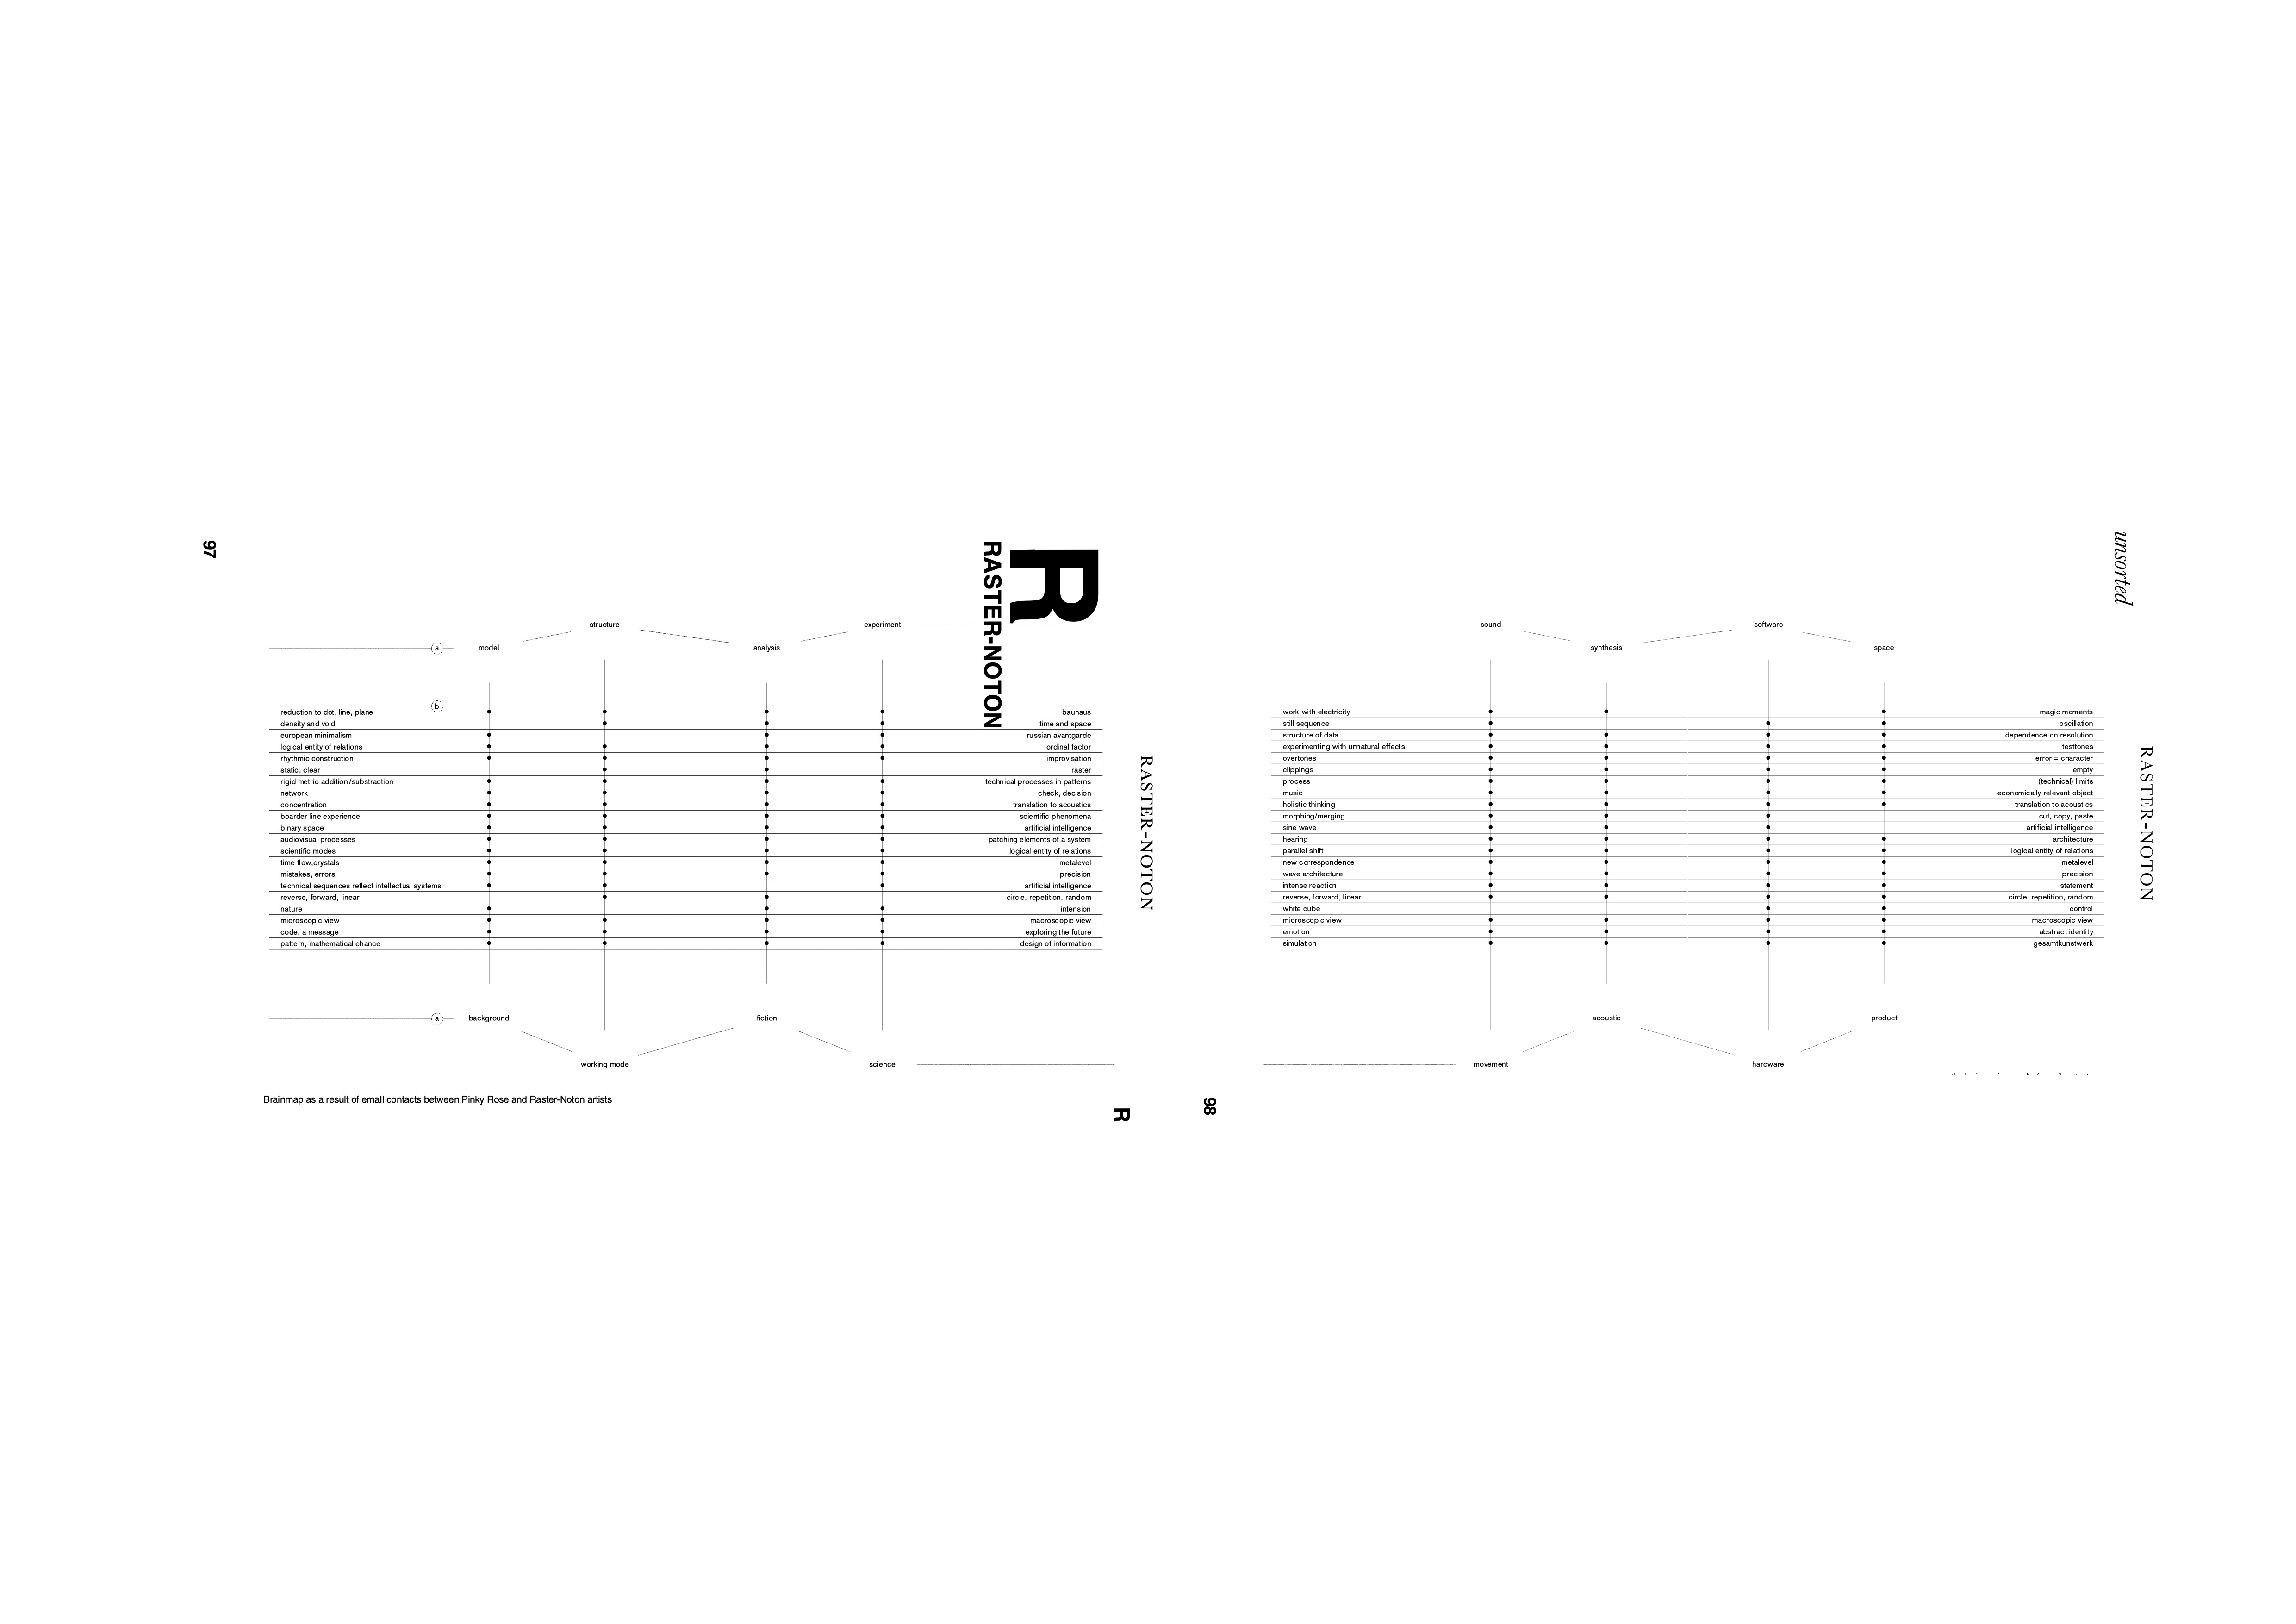 97
R
RASTER-NOTON
structure
experiment
a
model
analysis
b
reduction to dot, line, plane bauhaus
density and void time and space
european minimalism russian avantgarde
logical entity of relations ordinal factor
rhythmic construction improvisation
static, clear raster
rigid metric addition/substraction technical processes in patterns
network check, decision
concentration translation to acoustics
boarder line experience scientific phenomena
binary space artificial intelligence
audiovisual processes patching elements of a system
scientific modes logical entity of relations
time flow,crystals metalevel
mistakes, errors precision
technical sequences reflect intellectual systems artificial intelligence
reverse, forward, linear circle, repetition, random
nature intension
microscopic view macroscopic view
code, a message exploring the future
pattern, mathematical chance design of information
a
background
fiction
working mode
science
Brainmap as a result of email contacts between Pinky Rose and Raster-Noton artists
RASTER-NOTON
R
unsorted
sound
software
synthesis
space
work with electricity magic moments
still sequence oscillation
structure of data dependence on resolution
experimenting with unnatural effects testtones
overtones error = character
clippings empty
process (technical) limits
music economically relevant object
holistic thinking translation to acoustics
morphing/merging cut, copy, paste
sine wave artificial intelligence
hearing architecture
parallel shift logical entity of relations
new correspondence metalevel
wave architecture precision
intense reaction statement
reverse, forward, linear circle, repetition, random
white cube control
microscopic view macroscopic view
emotion abstract identity
simulation gesamtkunstwerk
acoustic
product
movement
hardware
98
RASTER-NOTON